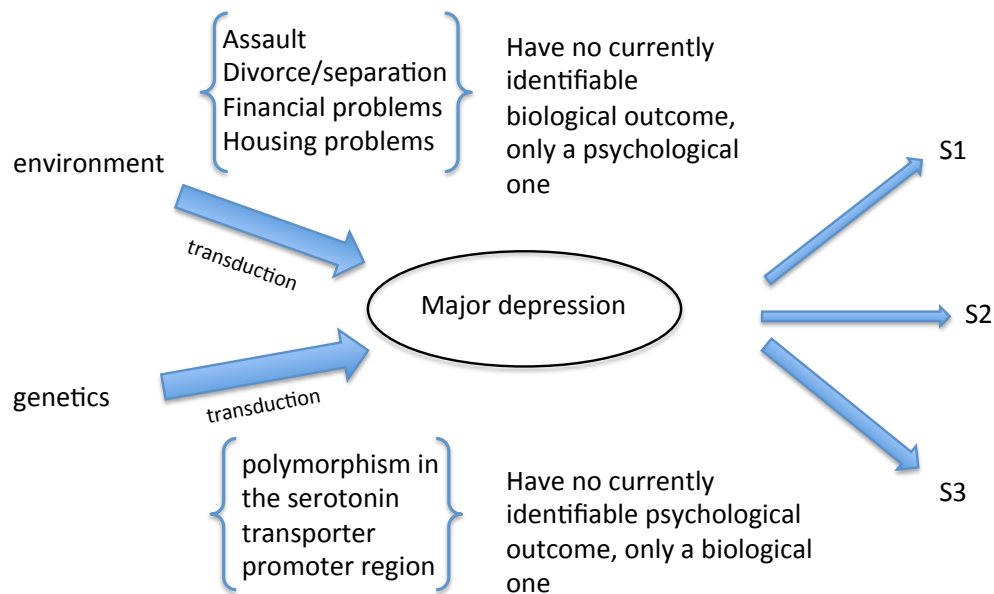 Assault
Divorce/separation
Financial problems
Housing problems
Have no currently
identifiable
biological outcome,
only a psychological
one
environment
transduction
Major depression
S1
S2
S3
genetics
transduction
polymorphism in
the serotonin
transporter
promoter region
Have no currently
identifiable psychological
outcome, only a biological
one